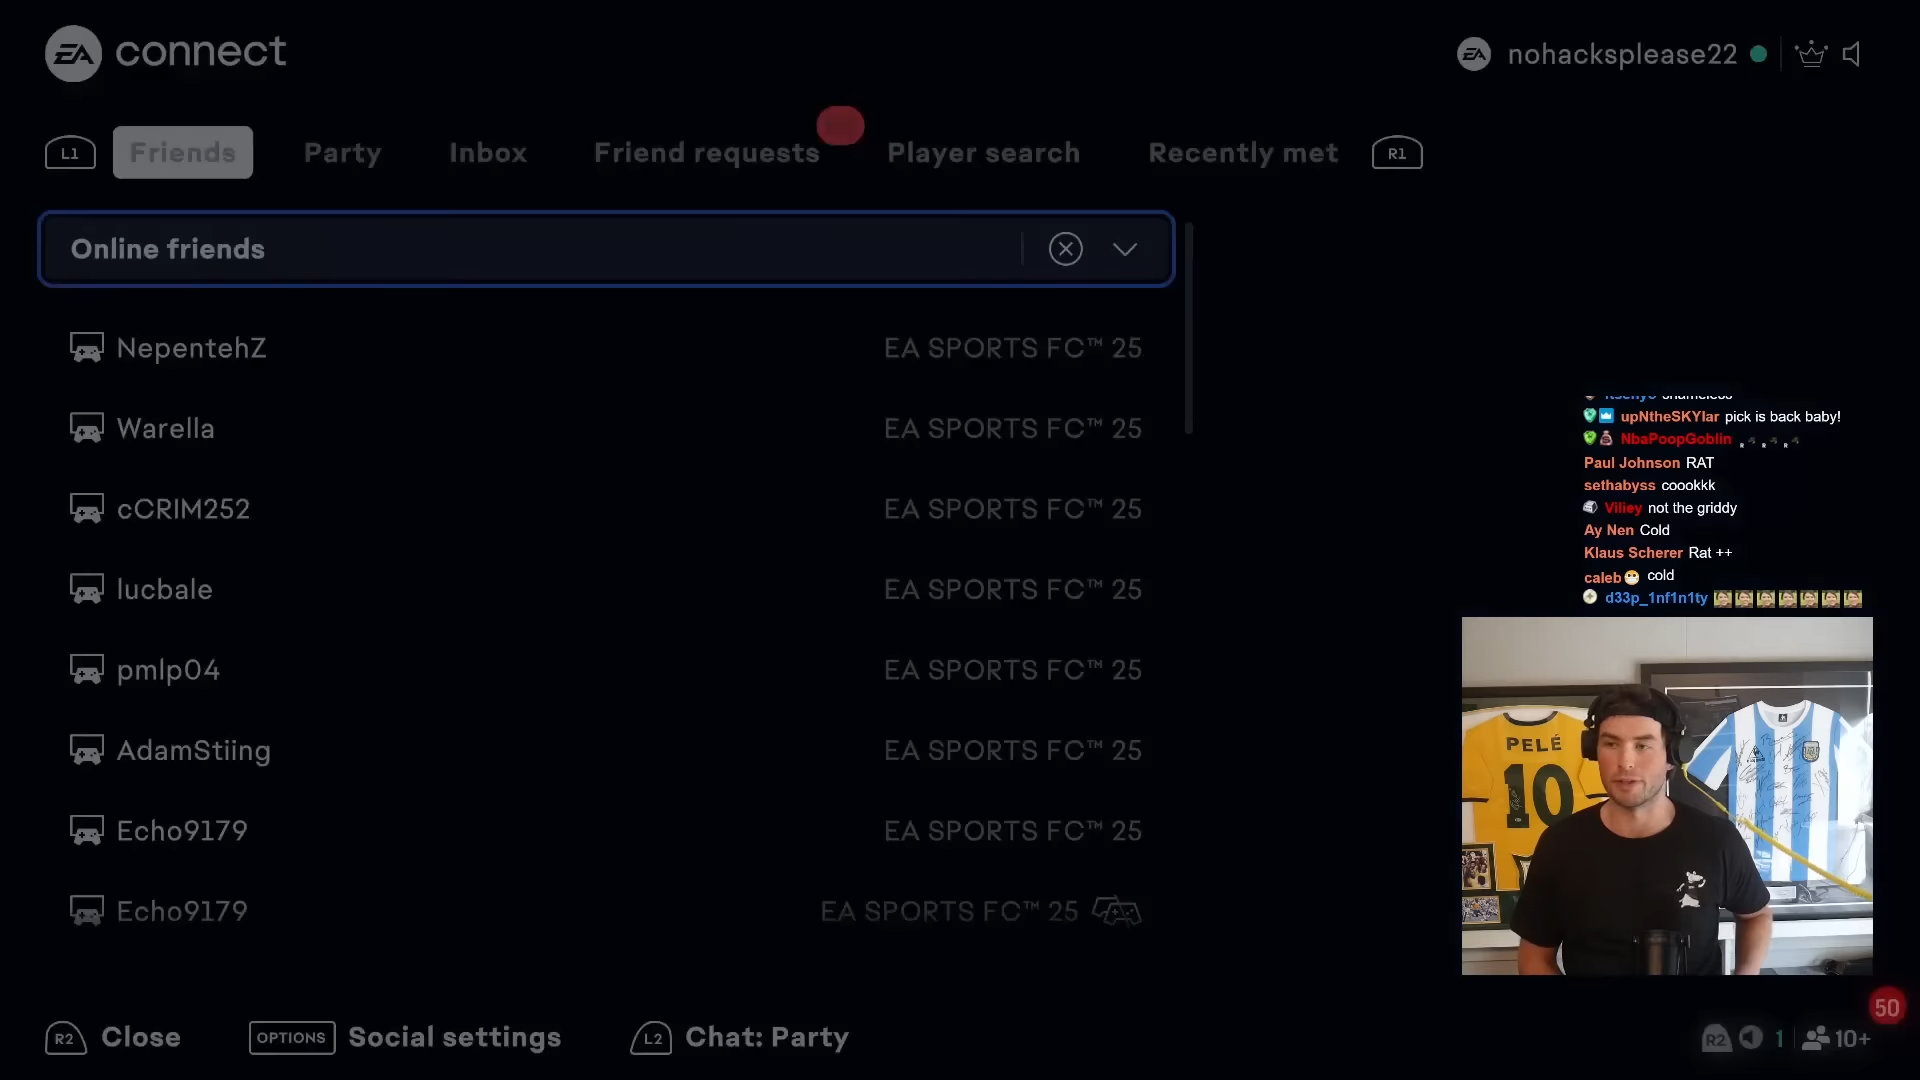 EA connect
EA nohacksplease22
L1 Friends Party Inbox Friend requests Player search Recently met R1
Online friends
NepentehZ EA SPORTS FC™ 25
Warella EA SPORTS FC™ 25
cCRIM252 EA SPORTS FC™ 25
lucbale EA SPORTS FC™ 25
pmlp04 EA SPORTS FC™ 25
AdamStiing EA SPORTS FC™ 25
Echo9179 EA SPORTS FC™ 25
Echo9179 EA SPORTS FC™ 25
upNtheSKYlar pick is back baby!
NbaPoopGoblin
Paul Johnson RAT
sethabyss coookkk
Viliey not the griddy
Ay Nen Cold
Klaus Scherer Rat ++
caleb cold
d33p_1nf1n1ty
PELÉ
10
R2 Close OPTIONS Social settings L2 Chat: Party
50
R2 1 10+